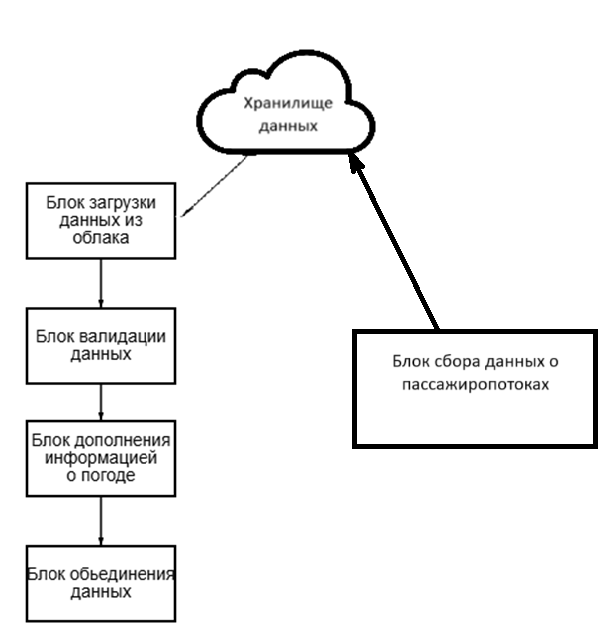 Хранилище
данных
Блок загрузки
данных из
облака
Блок валидации
данных
Блок сбора данных о
пассажиропотоках
Блок дополнения
информацией
о погоде
Блок обьединения
данных